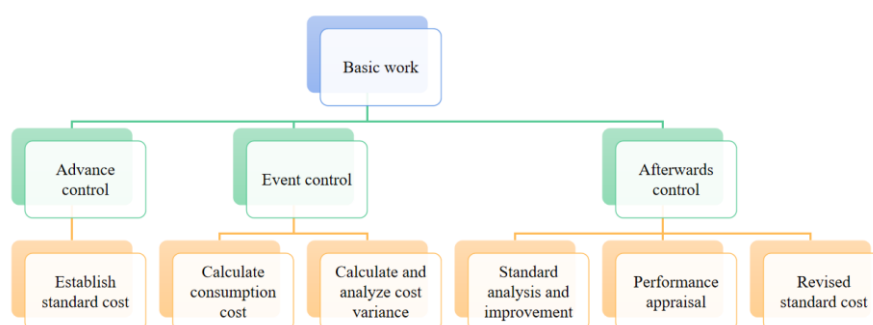 Basic work
Advance
control
Event control
Afterwards
control
Establish
standard cost
Calculate
consumption
cost
Calculate and
analyze cost
variance
Standard
analysis and
improvement
Performance
appraisal
Revised
standard cost